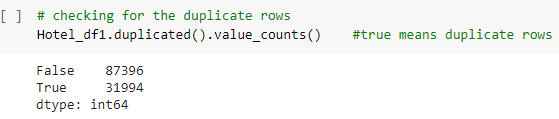 [ ] # checking for the duplicate rows
Hotel_df1.duplicated().value_counts() #true means duplicate rows
False 87396
True 31994
dtype: int64